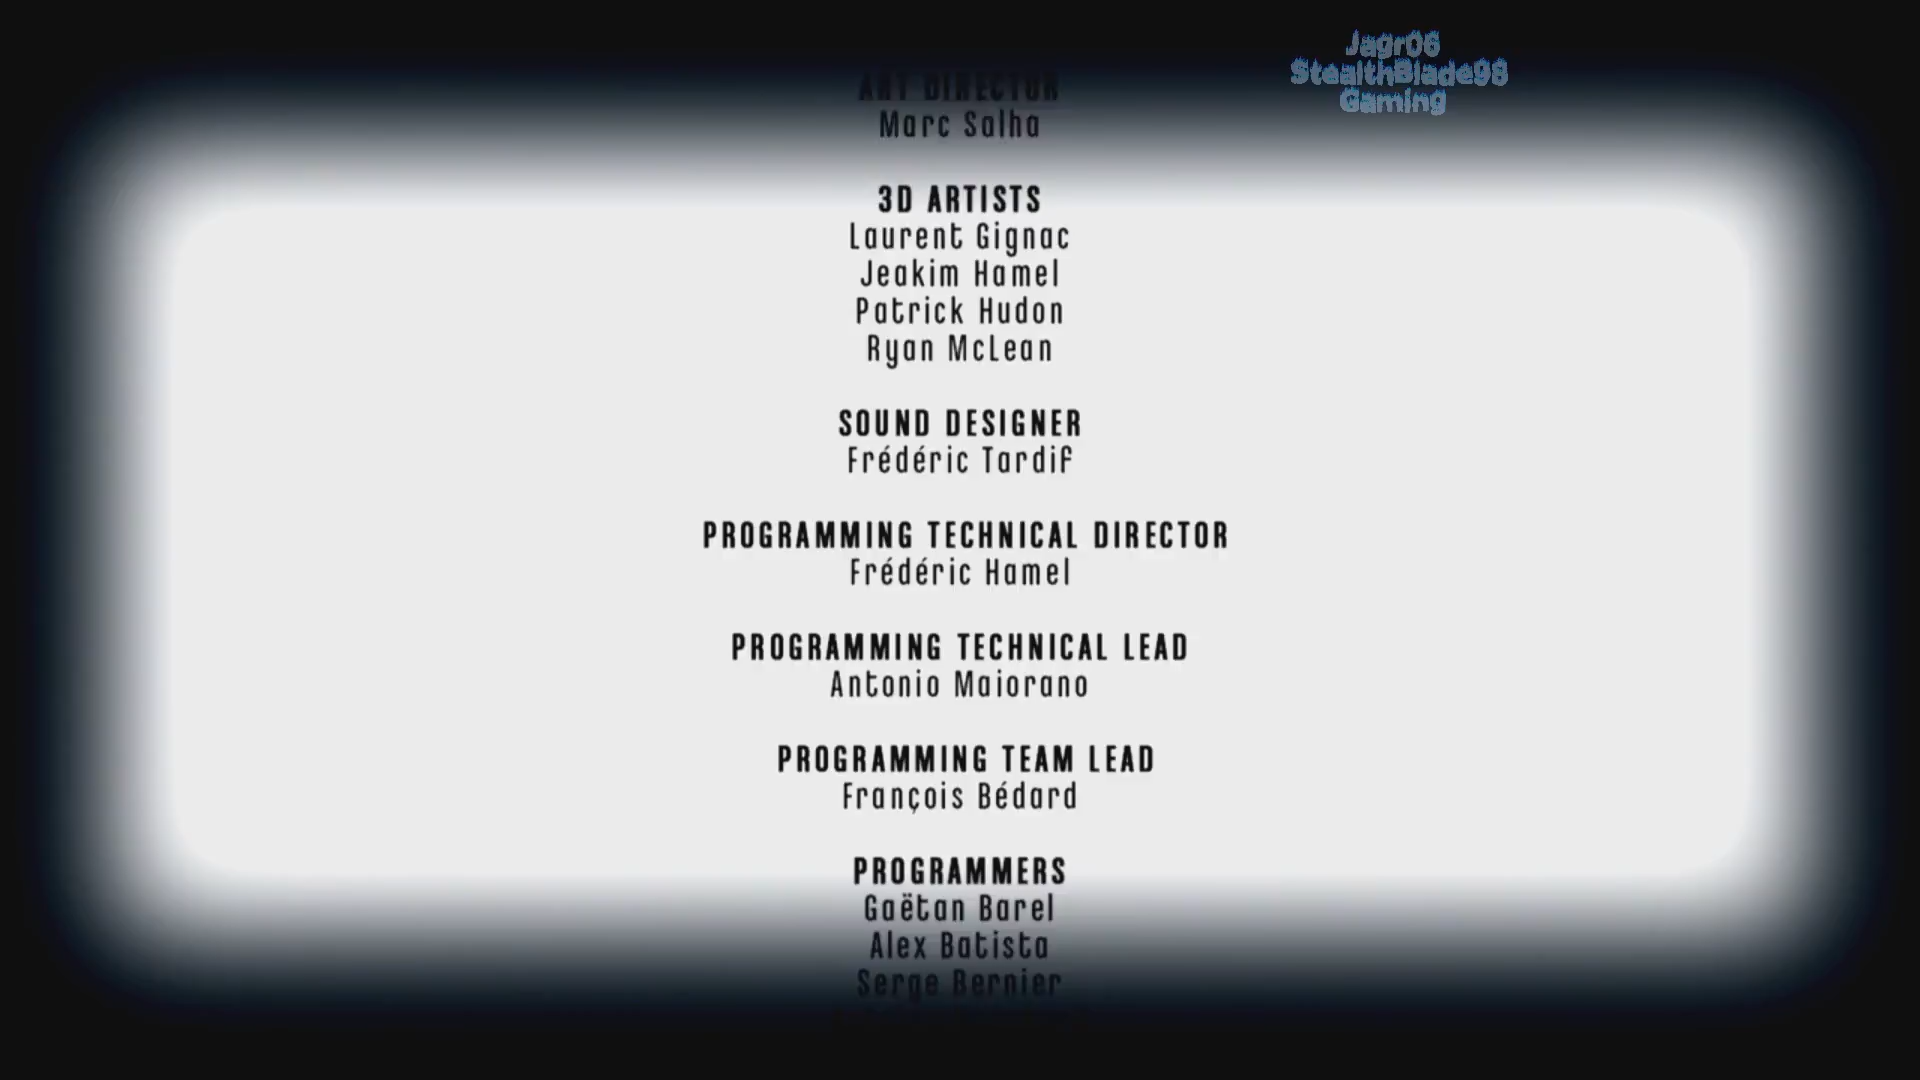 Jagr06
StealthBlade98
Gaming
ART DIRECTOR
Marc Salha
3D ARTISTS
Laurent Gignac
Jeakim Hamel
Patrick Hudon
Ryan McLean
SOUND DESIGNER
Frédéric Tardif
PROGRAMMING TECHNICAL DIRECTOR
Frédéric Hamel
PROGRAMMING TECHNICAL LEAD
Antonio Maiorano
PROGRAMMING TEAM LEAD
François Bédard
PROGRAMMERS
Gaëtan Barel
Alex Batista
Serge Bernier